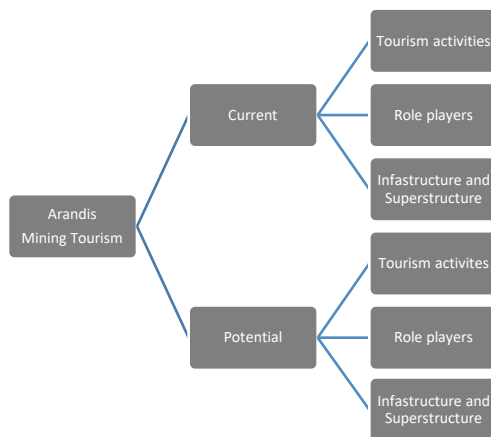 Arandis
Mining Tourism
Current
Tourism activities
Role players
Infastructure and
Superstructure
Potential
Tourism activites
Role players
Infastructure and
Superstructure